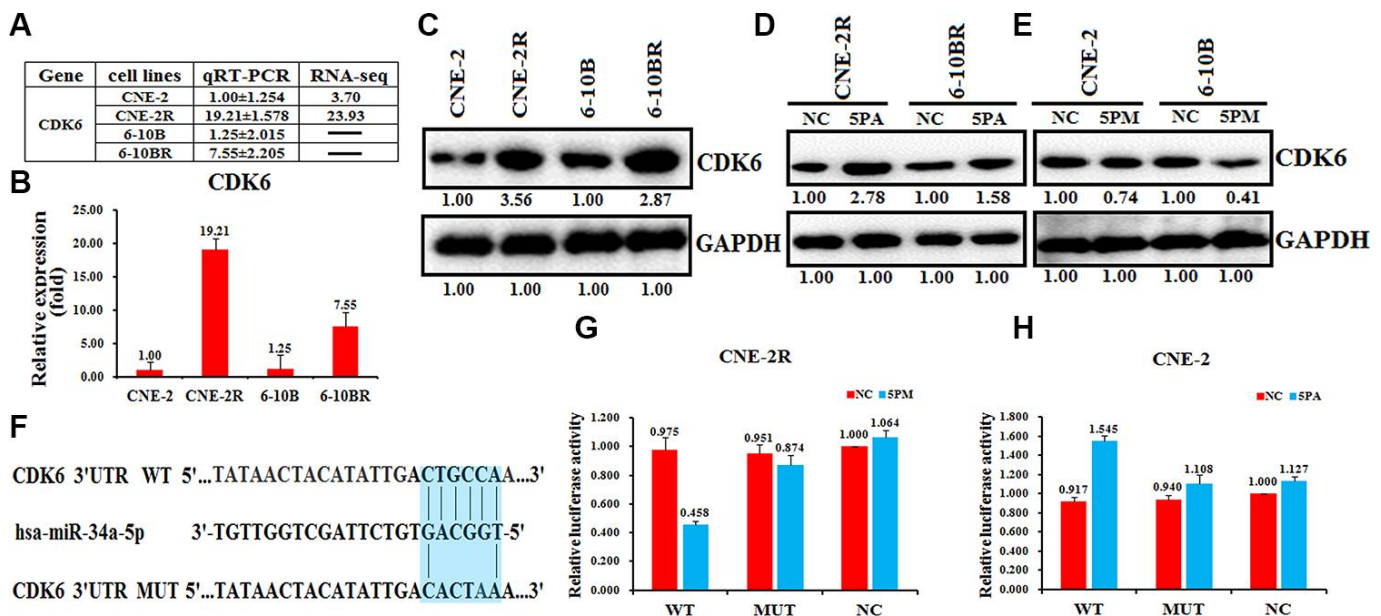 A
Gene cell lines qRT-PCR RNA-seq
CDK6
CNE-2 1.00±1.254 3.70
CNE-2R 19.21±1.578 23.93
6-10B 1.25±2.015 —
6-10BR 7.55±2.205 —
B
CDK6
Relative expression
(fold)
25.00
20.00
15.00
10.00
5.00
0.00
1.00
19.21
1.25
7.55
CNE-2 CNE-2R 6-10B 6-10BR
C
CNE-2 CNE-2R 6-10B 6-10BR
CDK6
1.00 3.56 1.00 2.87
GAPDH
1.00 1.00 1.00 1.00
D
CNE-2R 6-10BR
NC 5PA NC 5PA
1.00 2.78 1.00 1.58
1.00 1.00 1.00 1.00
E
CNE-2 6-10B
NC 5PM NC 5PM
CDK6
1.00 0.74 1.00 0.41
GAPDH
1.00 1.00 1.00 1.00
F
CDK6 3'UTR WT 5'...TATAACTACATATTGACTGCCAA...3'
hsa-miR-34a-5p 3'-TGTTGGTCGATTCTGTGACGGT-5'
CDK6 3'UTR MUT 5'...TATAACTACATATTGACACTAAA...3'
G
CNE-2R
NC 5PM
Relative luciferase activity
1.200
1.000
0.800
0.600
0.400
0.200
0.000
0.975 0.458
0.951 0.874
1.000 1.064
WT MUT NC
H
CNE-2
NC 5PA
Relative luciferase activity
1.800
1.600
1.400
1.200
1.000
0.800
0.600
0.400
0.200
0.000
0.917 1.545
0.940 1.108
1.000 1.127
WT MUT NC